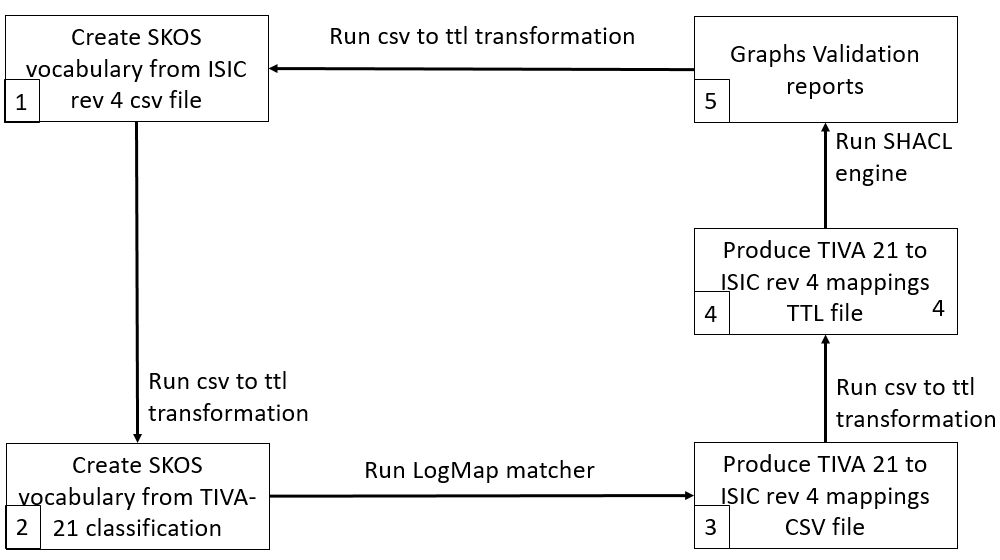 Create SKOS
vocabulary from ISIC
rev 4 csv file
1
Run csv to ttl transformation
Graphs Validation
reports
5
Run SHACL
engine
Produce TIVA 21 to
ISIC rev 4 mappings
TTL file
4
4
Run csv to ttl
transformation
Run csv to ttl
transformation
Create SKOS
vocabulary from TIVA-
21 classification
2
Run LogMap matcher
Produce TIVA 21 to
ISIC rev 4 mappings
CSV file
3